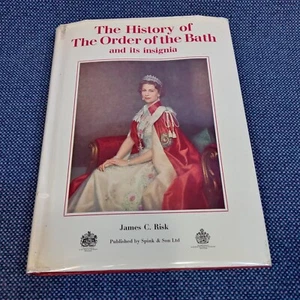 The History of
The Order of the Bath
and its insignia
James C. Risk
Published by Spink & Son Ltd